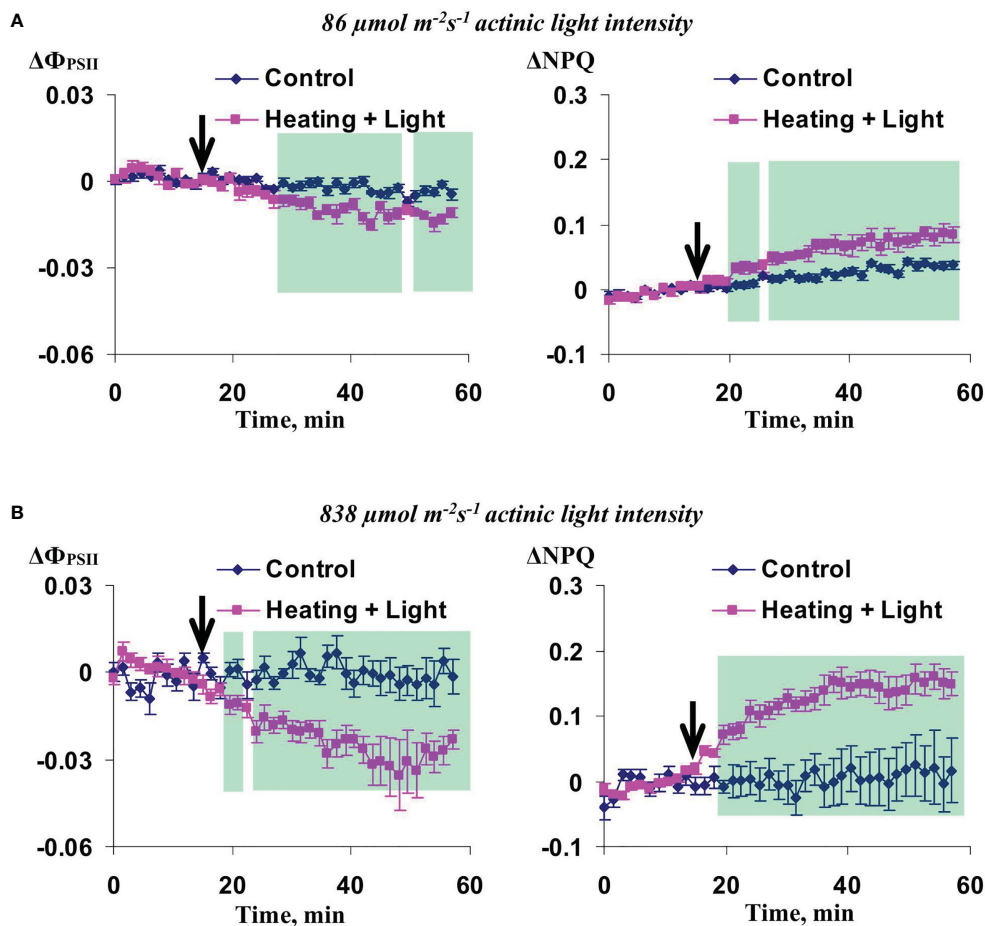 A
86 µmol m⁻²s⁻¹ actinic light intensity
ΔΦPSII
Control
Heating + Light
0.03
0
-0.03
-0.06
0 20 40 60
Time, min
ΔNPQ
Control
Heating + Light
0.3
0.2
0.1
0
-0.1
0 20 40 60
Time, min
B
838 µmol m⁻²s⁻¹ actinic light intensity
ΔΦPSII
Control
Heating + Light
0.03
0
-0.03
-0.06
0 20 40 60
Time, min
ΔNPQ
Control
Heating + Light
0.3
0.2
0.1
0
-0.1
0 20 40 60
Time, min